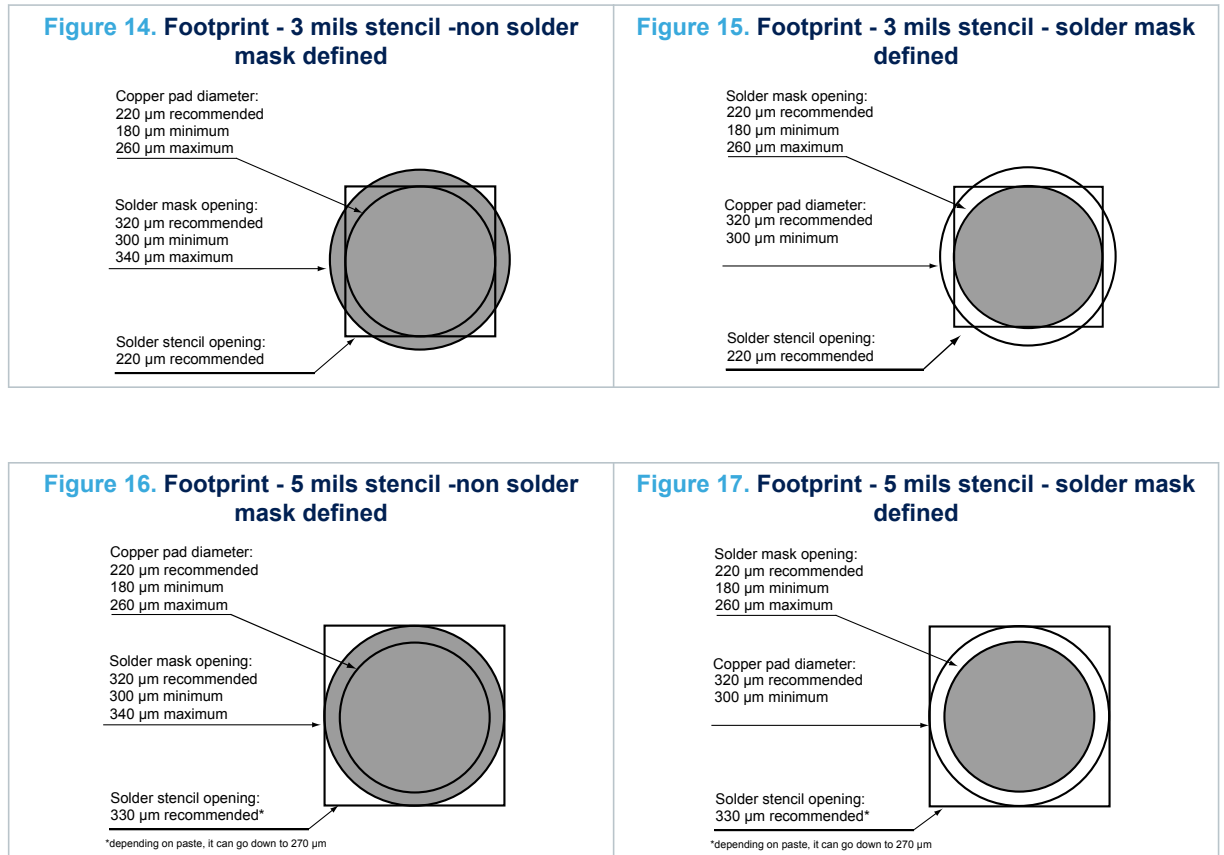 Figure 14. Footprint - 3 mils stencil -non solder
mask defined
Copper pad diameter:
220 µm recommended
180 µm minimum
260 µm maximum
Solder mask opening:
320 µm recommended
300 µm minimum
340 µm maximum
Solder stencil opening:
220 µm recommended
Figure 15. Footprint - 3 mils stencil - solder mask
defined
Solder mask opening:
220 µm recommended
180 µm minimum
260 µm maximum
Copper pad diameter:
320 µm recommended
300 µm minimum
Solder stencil opening:
220 µm recommended
Figure 16. Footprint - 5 mils stencil -non solder
mask defined
Copper pad diameter:
220 µm recommended
180 µm minimum
260 µm maximum
Solder mask opening:
320 µm recommended
300 µm minimum
340 µm maximum
Solder stencil opening:
330 µm recommended*
*depending on paste, it can go down to 270 µm
Figure 17. Footprint - 5 mils stencil - solder mask
defined
Solder mask opening:
220 µm recommended
180 µm minimum
260 µm maximum
Copper pad diameter:
320 µm recommended
300 µm minimum
Solder stencil opening:
330 µm recommended*
*depending on paste, it can go down to 270 µm